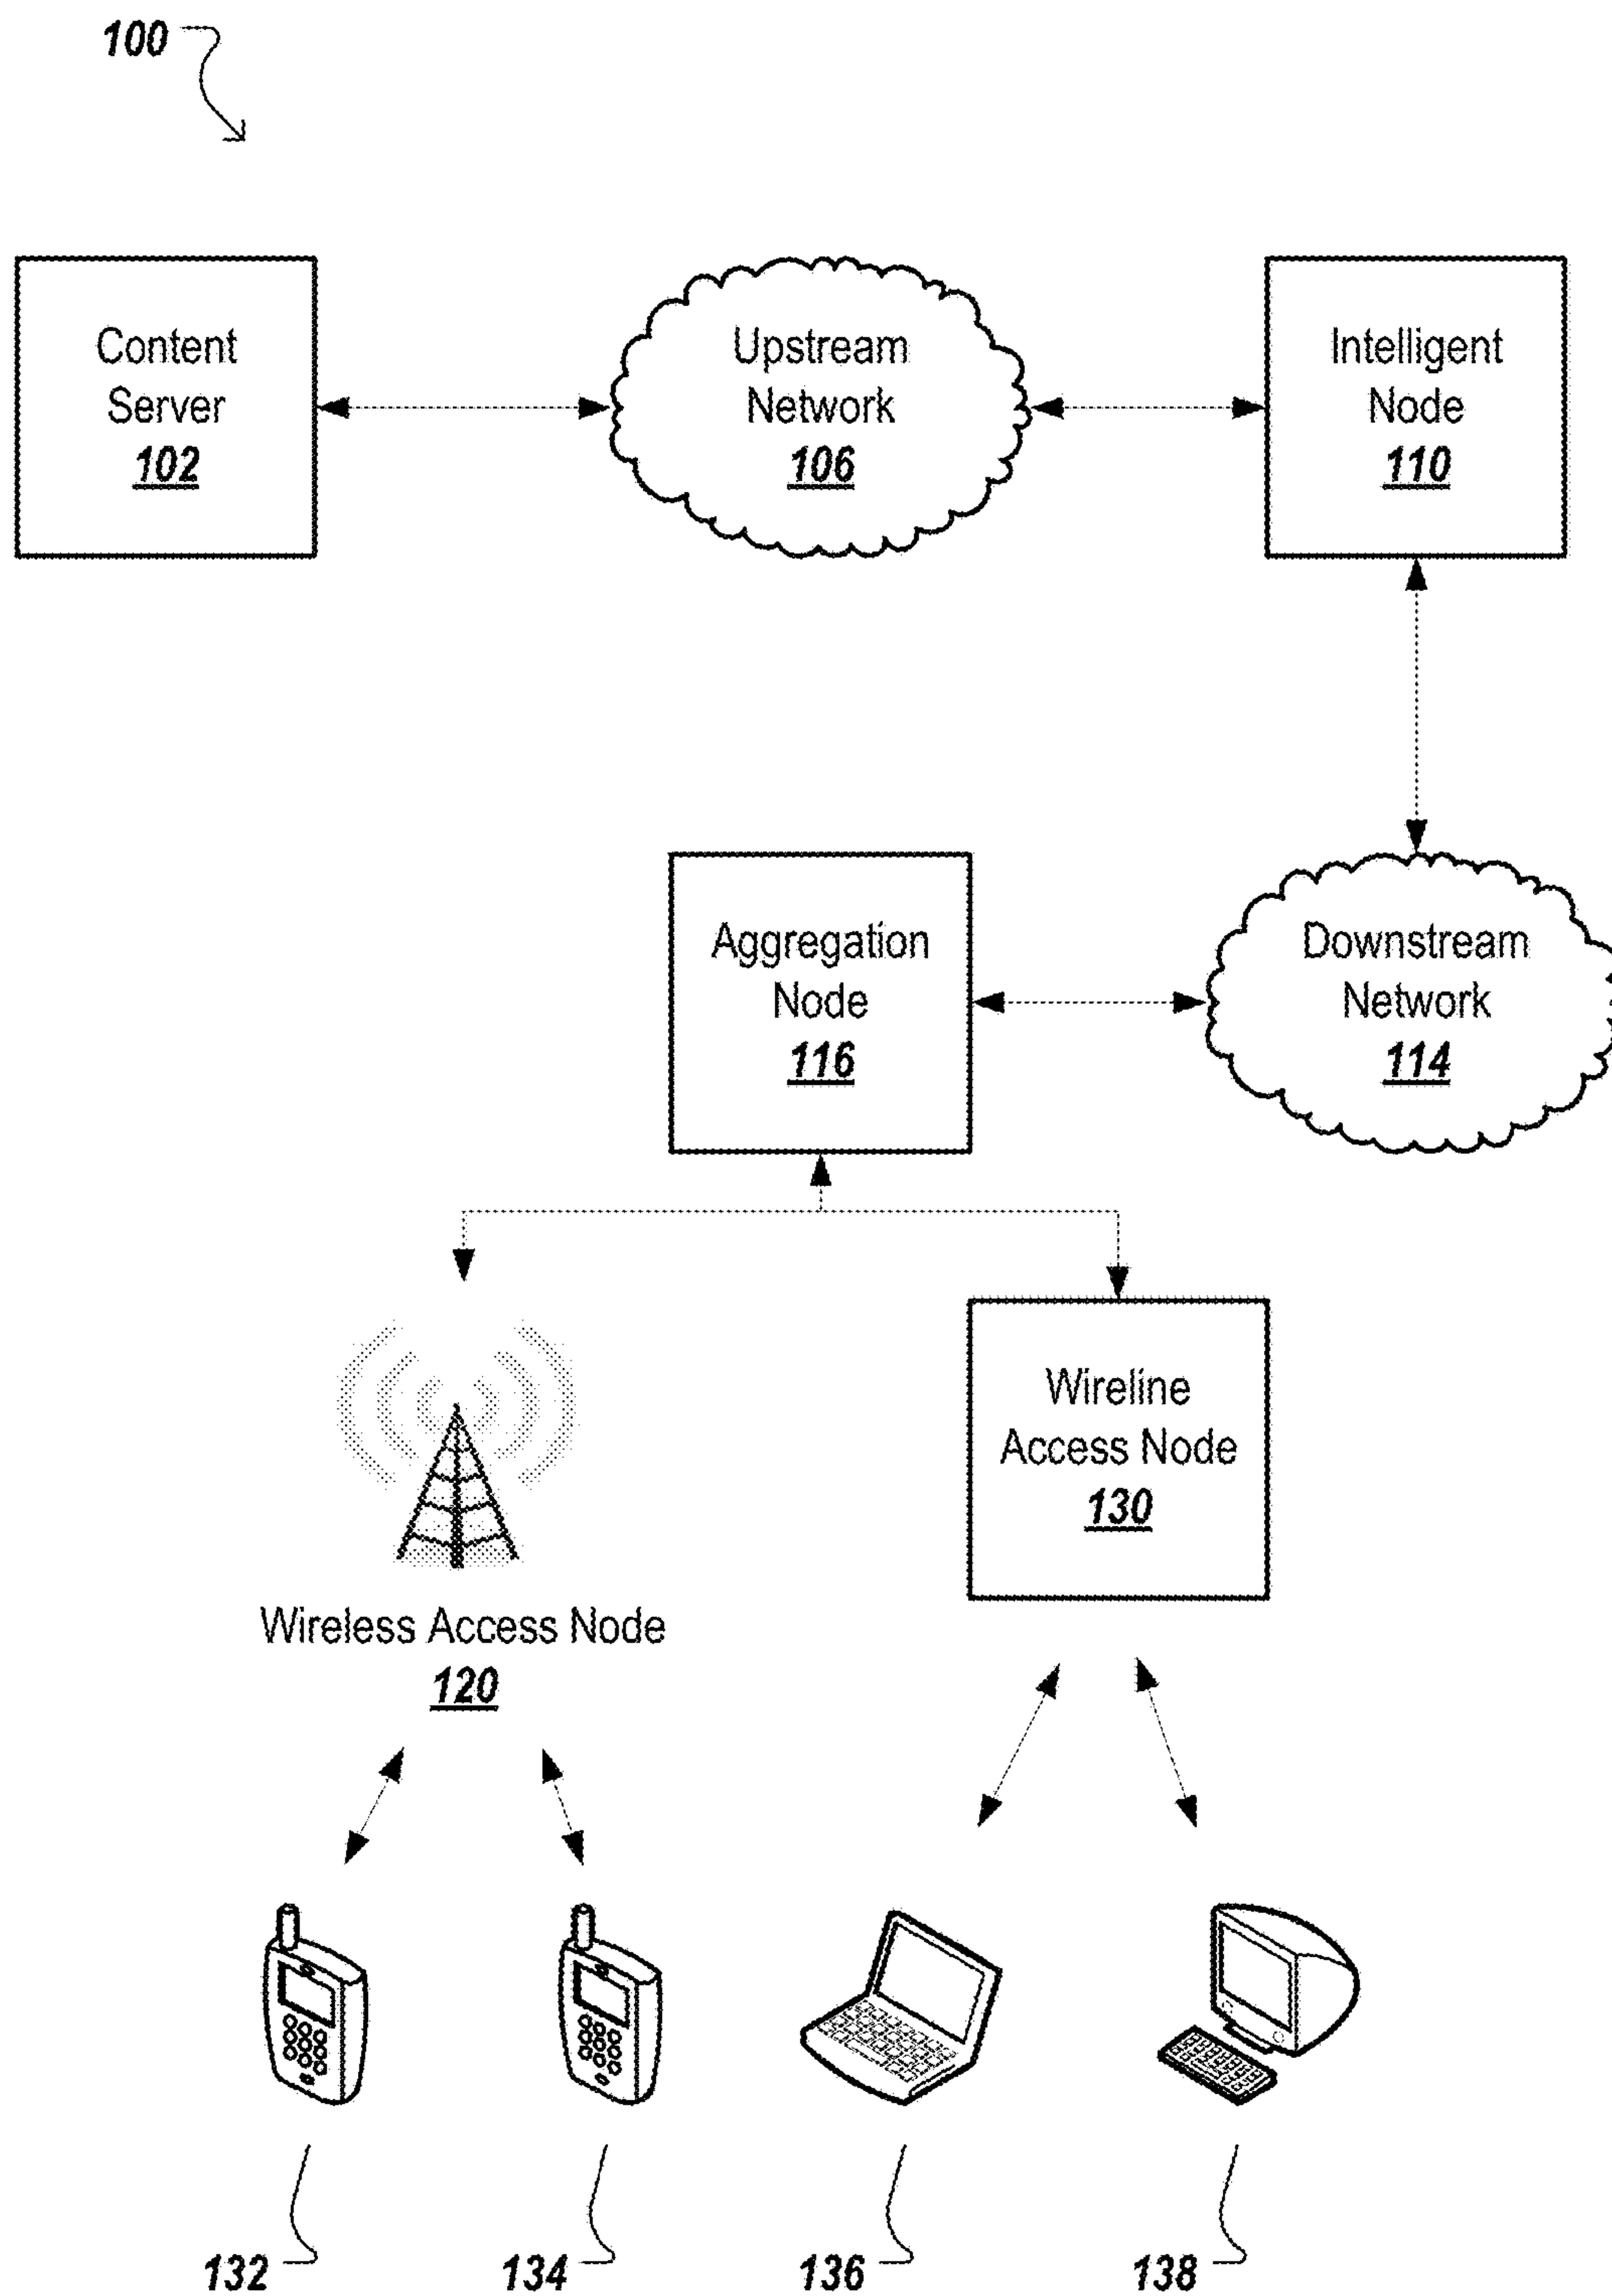 100
Content
Server
102
Upstream
Network
106
Intelligent
Node
110
Aggregation
Node
116
Downstream
Network
114
Wireless Access Node
120
Wireline
Access Node
130
132
134
136
138